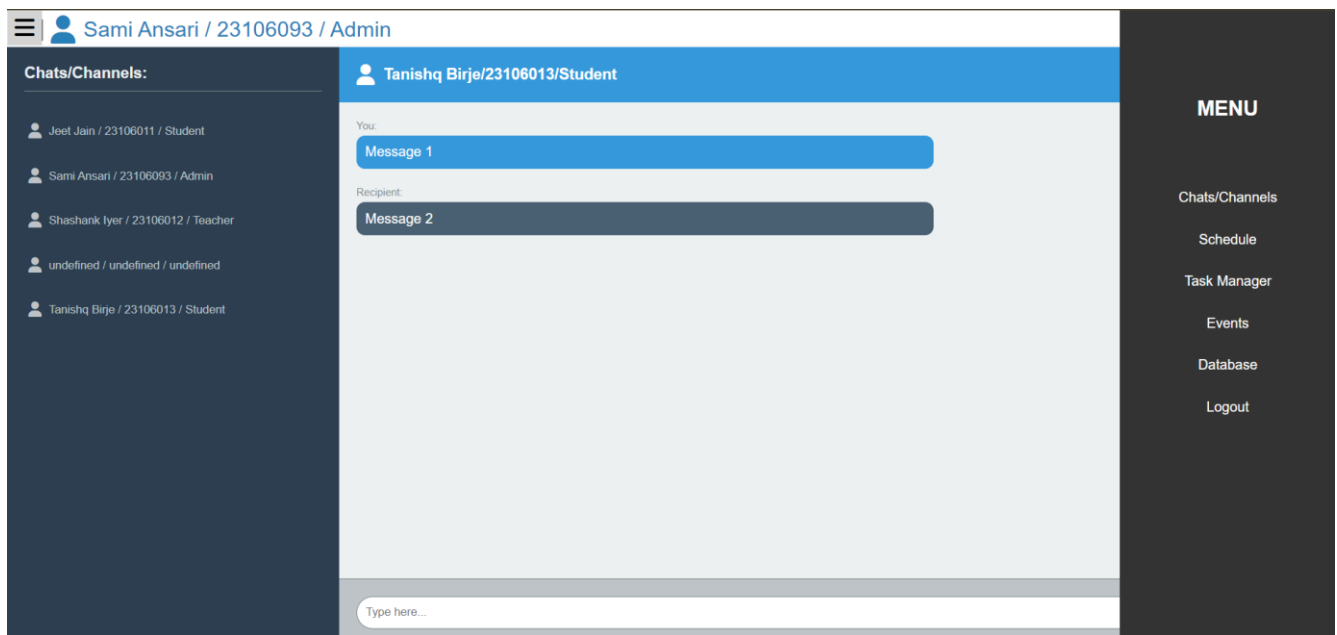 Sami Ansari / 23106093 / Admin
Chats/Channels:
Jeet Jain / 23106011 / Student
Sami Ansari / 23106093 / Admin
Shashank Iyer / 23106012 / Teacher
undefined / undefined / undefined
Tanishq Birje / 23106013 / Student
Tanishq Birje/23106013/Student
You:
Message 1
Recipient:
Message 2
Type here...
MENU
Chats/Channels
Schedule
Task Manager
Events
Database
Logout